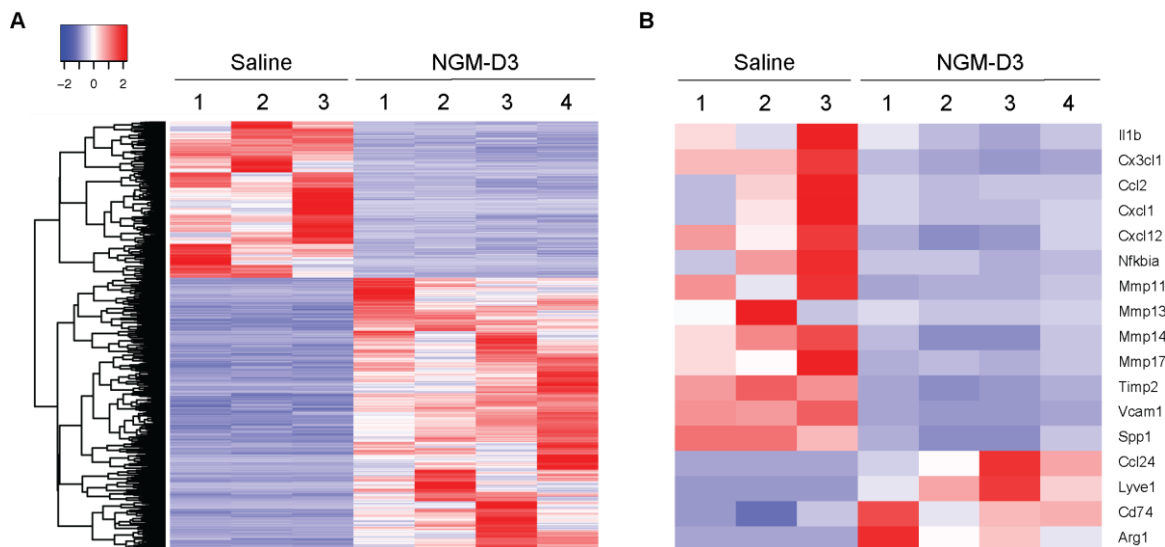 A
−2 0 2
Saline NGM-D3
1 2 3 1 2 3 4
B
Saline NGM-D3
1 2 3 1 2 3 4
Il1b
Cx3cl1
Ccl2
Cxcl1
Cxcl12
Nfkbia
Mmp11
Mmp13
Mmp14
Mmp17
Timp2
Vcam1
Spp1
Ccl24
Lyve1
Cd74
Arg1